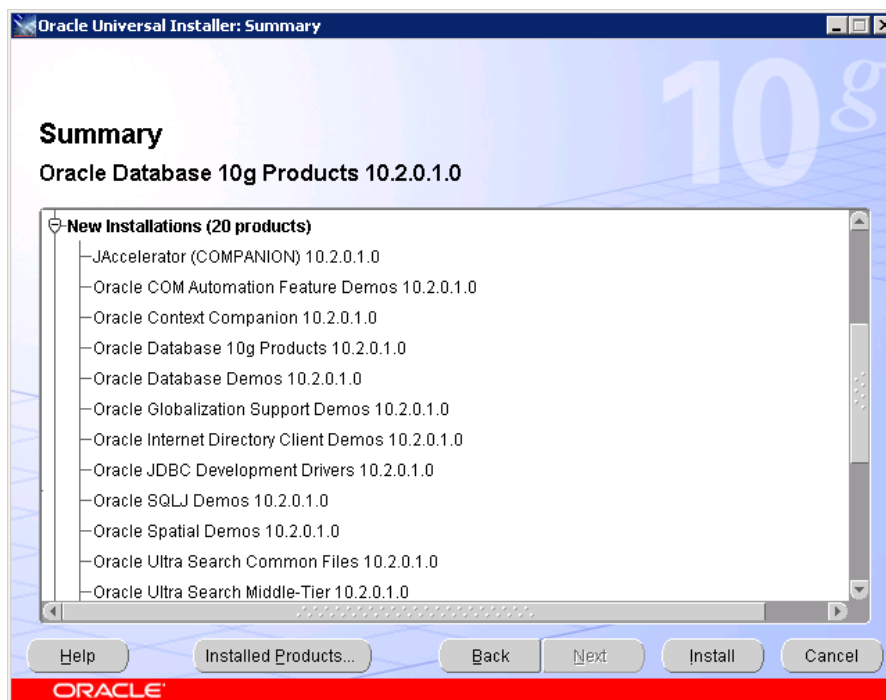 Oracle Universal Installer: Summary
10g
Summary
Oracle Database 10g Products 10.2.0.1.0
New Installations (20 products)
JAccelerator (COMPANION) 10.2.0.1.0
Oracle COM Automation Feature Demos 10.2.0.1.0
Oracle Context Companion 10.2.0.1.0
Oracle Database 10g Products 10.2.0.1.0
Oracle Database Demos 10.2.0.1.0
Oracle Globalization Support Demos 10.2.0.1.0
Oracle Internet Directory Client Demos 10.2.0.1.0
Oracle JDBC Development Drivers 10.2.0.1.0
Oracle SQLJ Demos 10.2.0.1.0
Oracle Spatial Demos 10.2.0.1.0
Oracle Ultra Search Common Files 10.2.0.1.0
Oracle Ultra Search Middle-Tier 10.2.0.1.0
Help Installed Products... Back Next Install Cancel
ORACLE